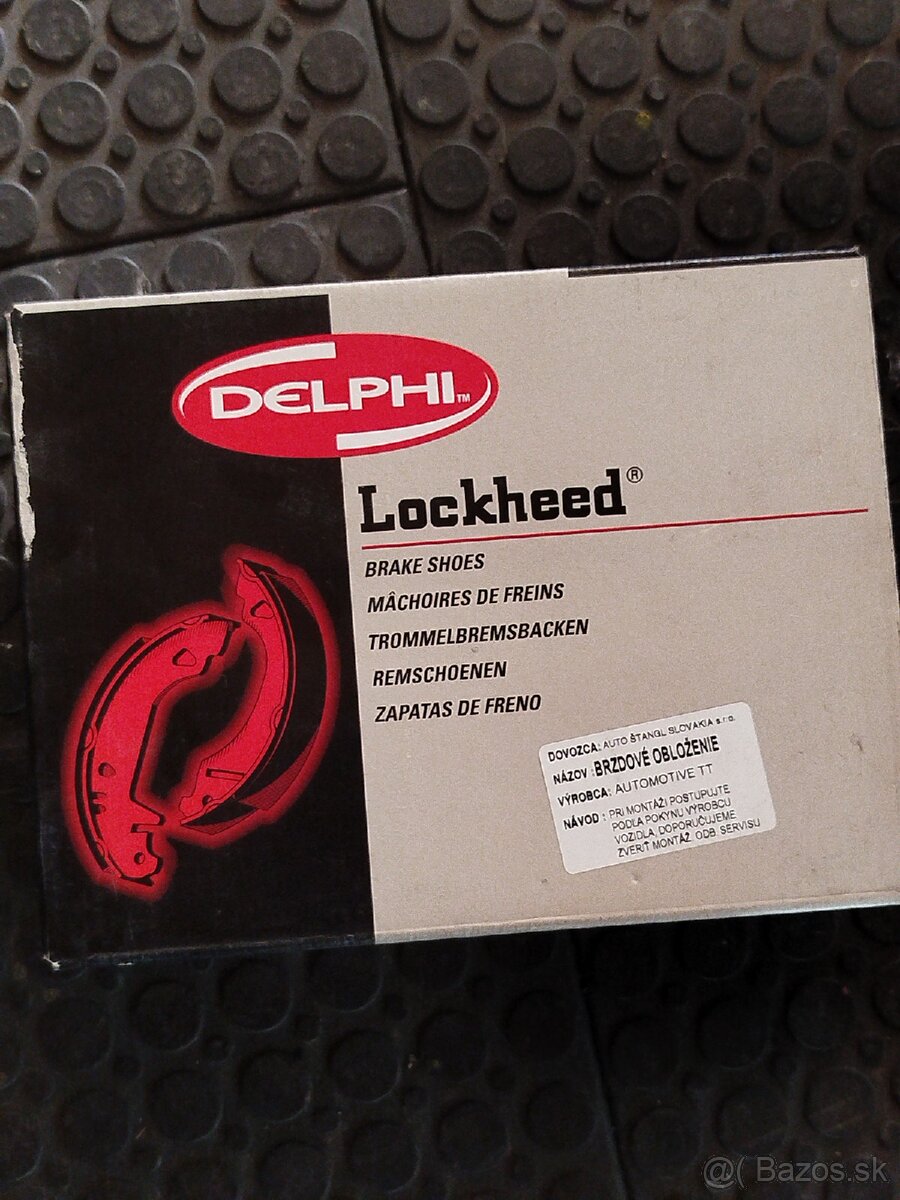 DELPHI™
Lockheed®
BRAKE SHOES
MÂCHOIRES DE FREINS
TROMMELBREMSBACKEN
REMSCHOENEN
ZAPATAS DE FRENO
DOVOZCA: AUTO ŠTANGL SLOVAKIA s.r.o.
NÁZOV : BRZDOVÉ OBLOŽENIE
VÝROBCA: AUTOMOTIVE TT
NÁVOD : PRI MONTÁŽI POSTUPUJTE
PODĽA POKYNU VÝROBCU
VOZIDLA, DOPORUČUJEME
ZVERIŤ MONTÁŽ. ODB. SERVISU
@( Bazos.sk